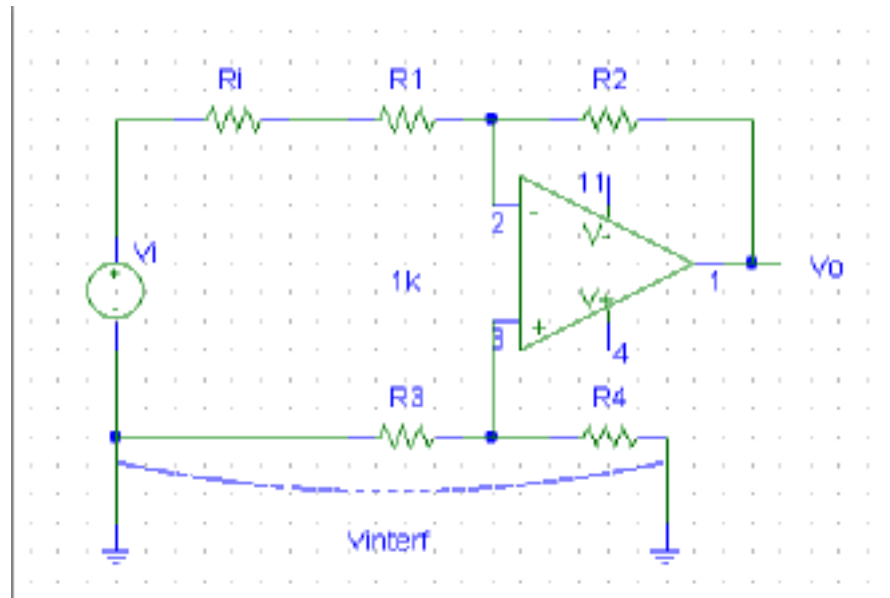 Ri R1 R2
11
2 -
V-
Vi
+
-
1k
1 Vo
V+
3 +
4
R3 R4
Vinterf